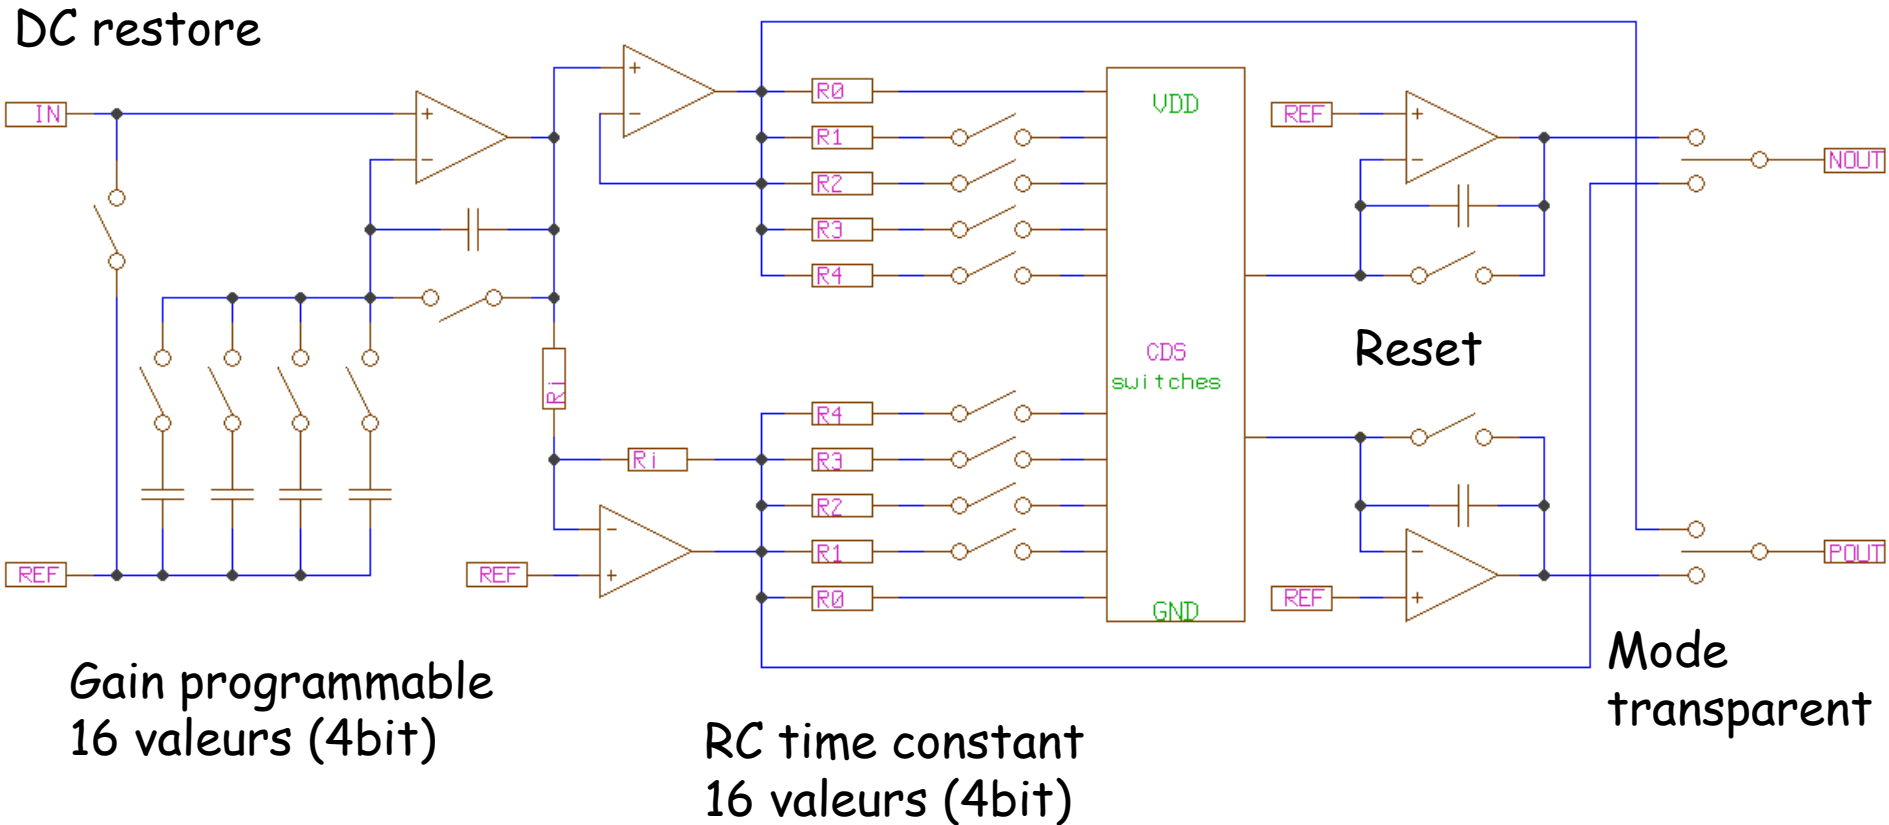 DC restore
IN
REF
Gain programmable
16 valeurs (4bit)
Ri
Ri
REF
R0
R1
R2
R3
R4
R4
R3
R2
R1
R0
RC time constant
16 valeurs (4bit)
VDD
CDS
switches
GND
REF
Reset
REF
NOUT
POUT
Mode
transparent